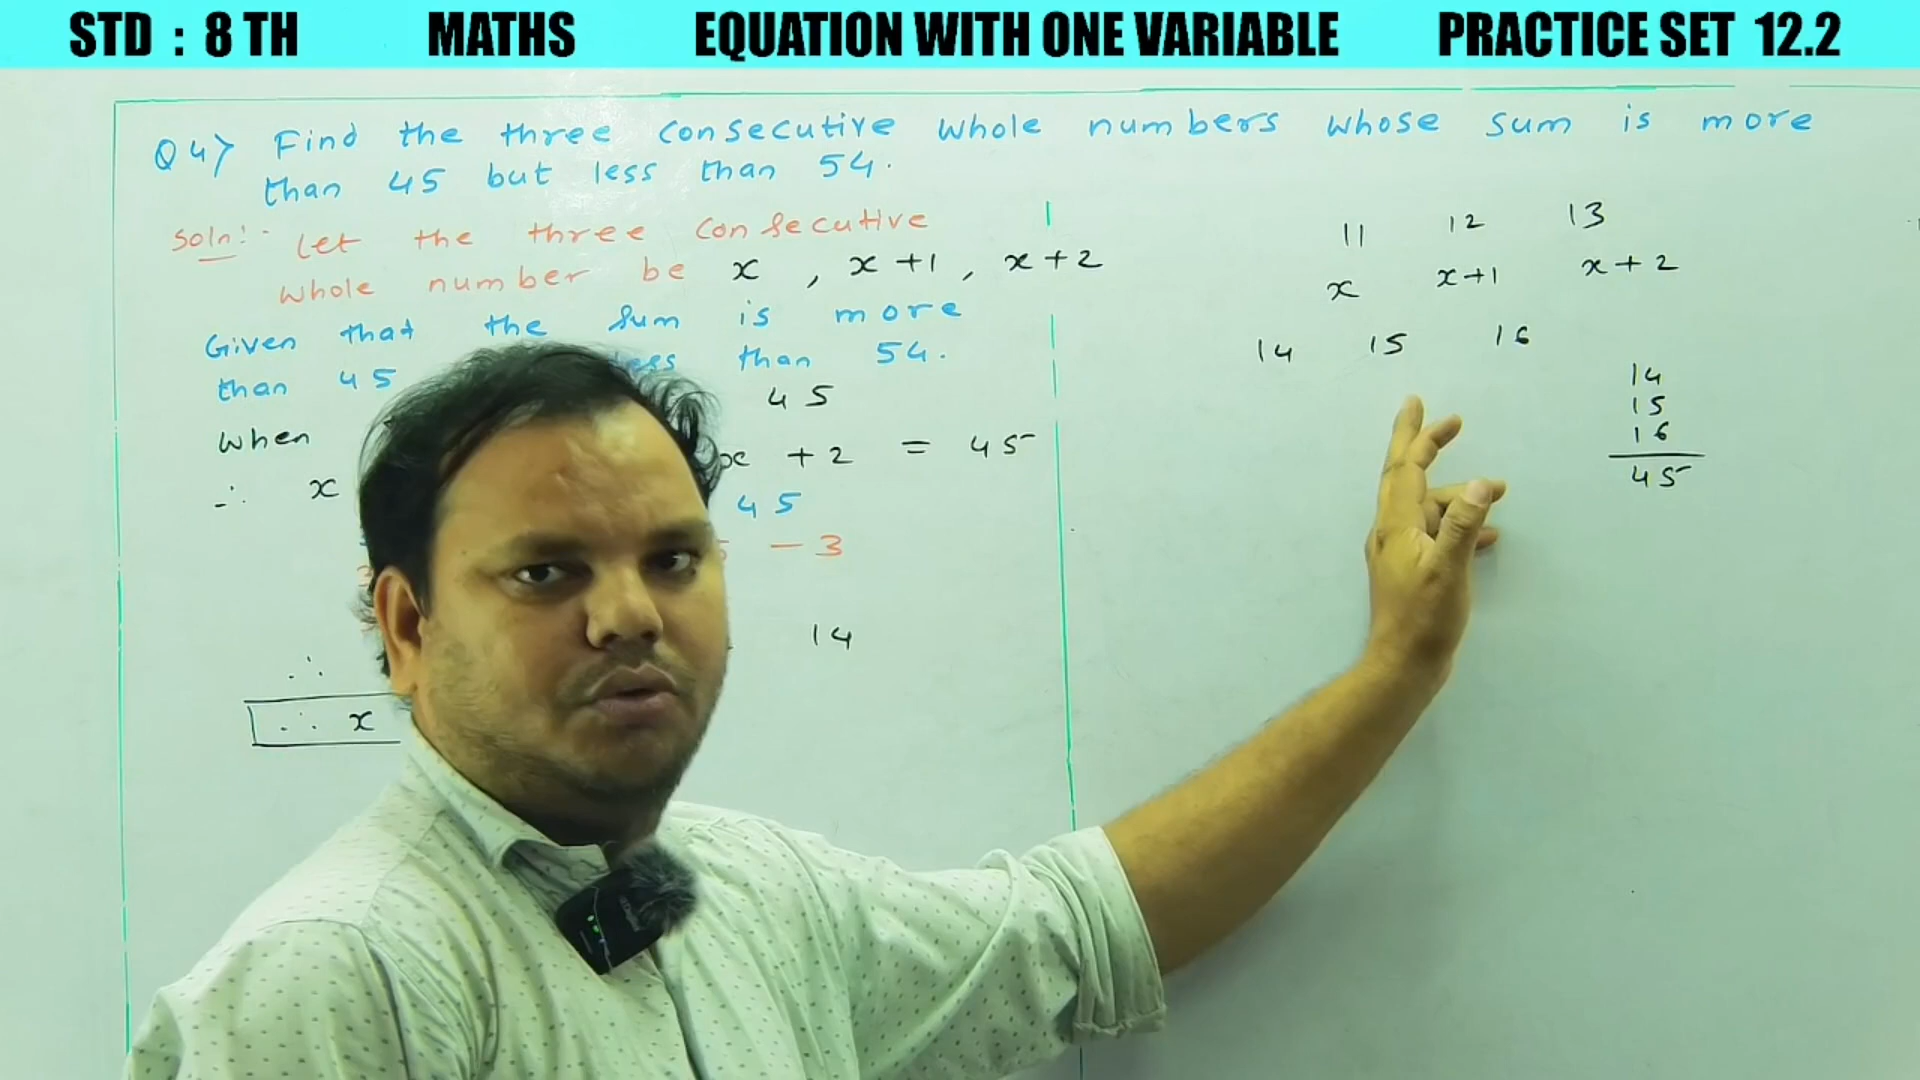 STD : 8 TH MATHS EQUATION WITH ONE VARIABLE PRACTICE SET 12.2
Q 4> Find the three consecutive whole numbers whose sum is more
than 45 but less than 54.
Soln:- Let the three consecutive
whole number be x , x +1 , x + 2
Given that the sum is more
than 45 less than 54.
when 45
∴ x x + 2 = 45
45
- 3
∴ 14
∴ x
11 12 13
x x+1 x + 2
14 15 16
14
15
16
45